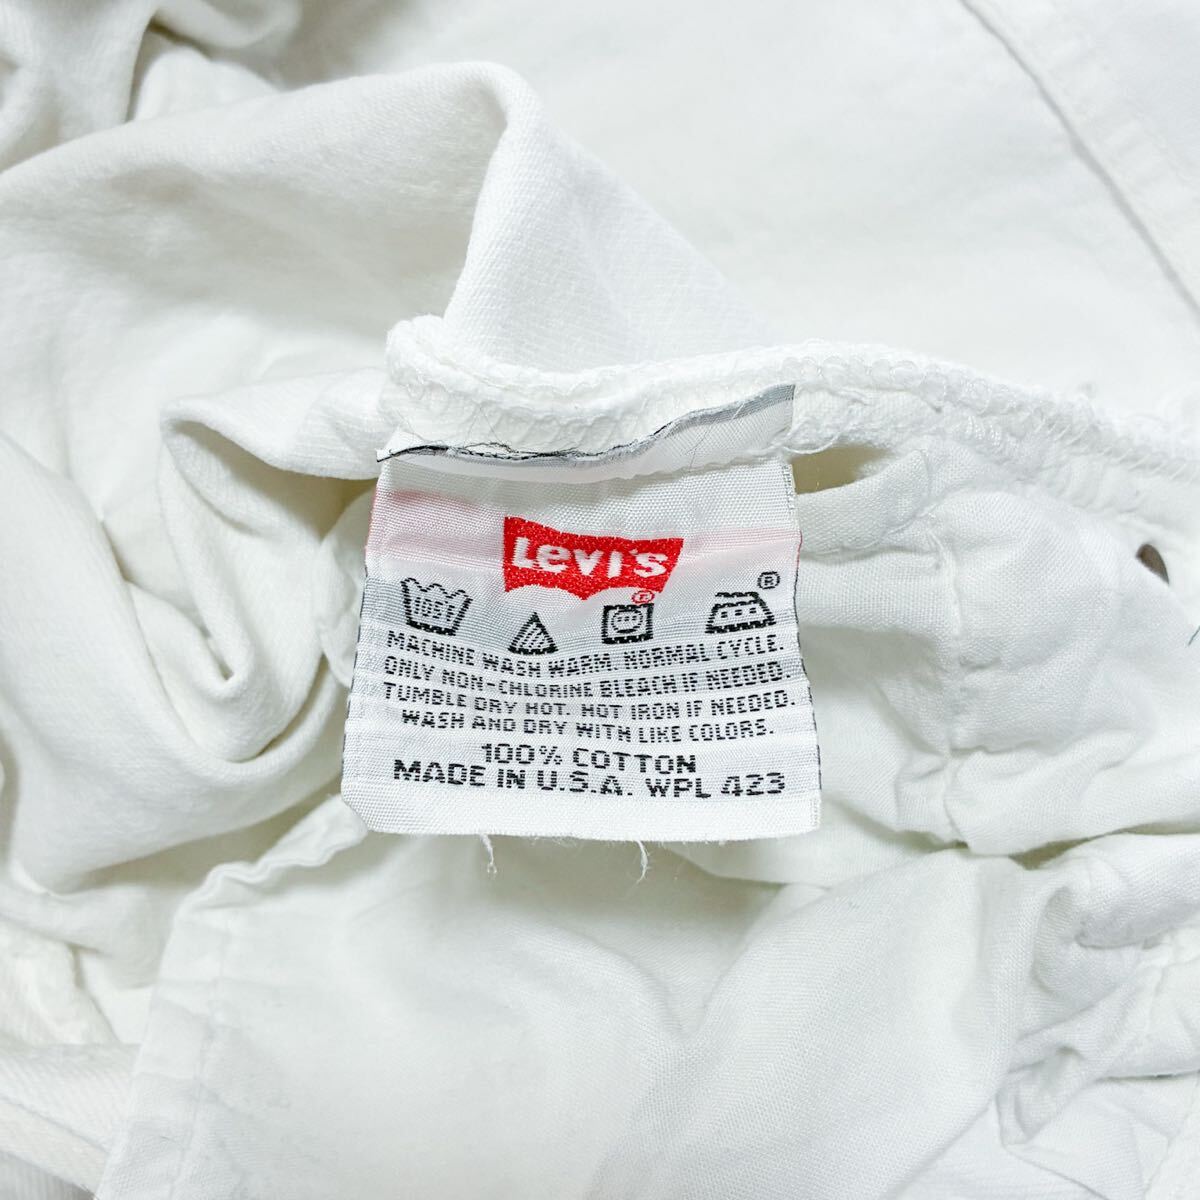 Levi's
105F
®
®
MACHINE WASH WARM. NORMAL CYCLE.
ONLY NON-CHLORINE BLEACH IF NEEDED.
TUMBLE DRY HOT. HOT IRON IF NEEDED.
WASH AND DRY WITH LIKE COLORS.
100% COTTON
MADE IN U.S.A. WPL 423